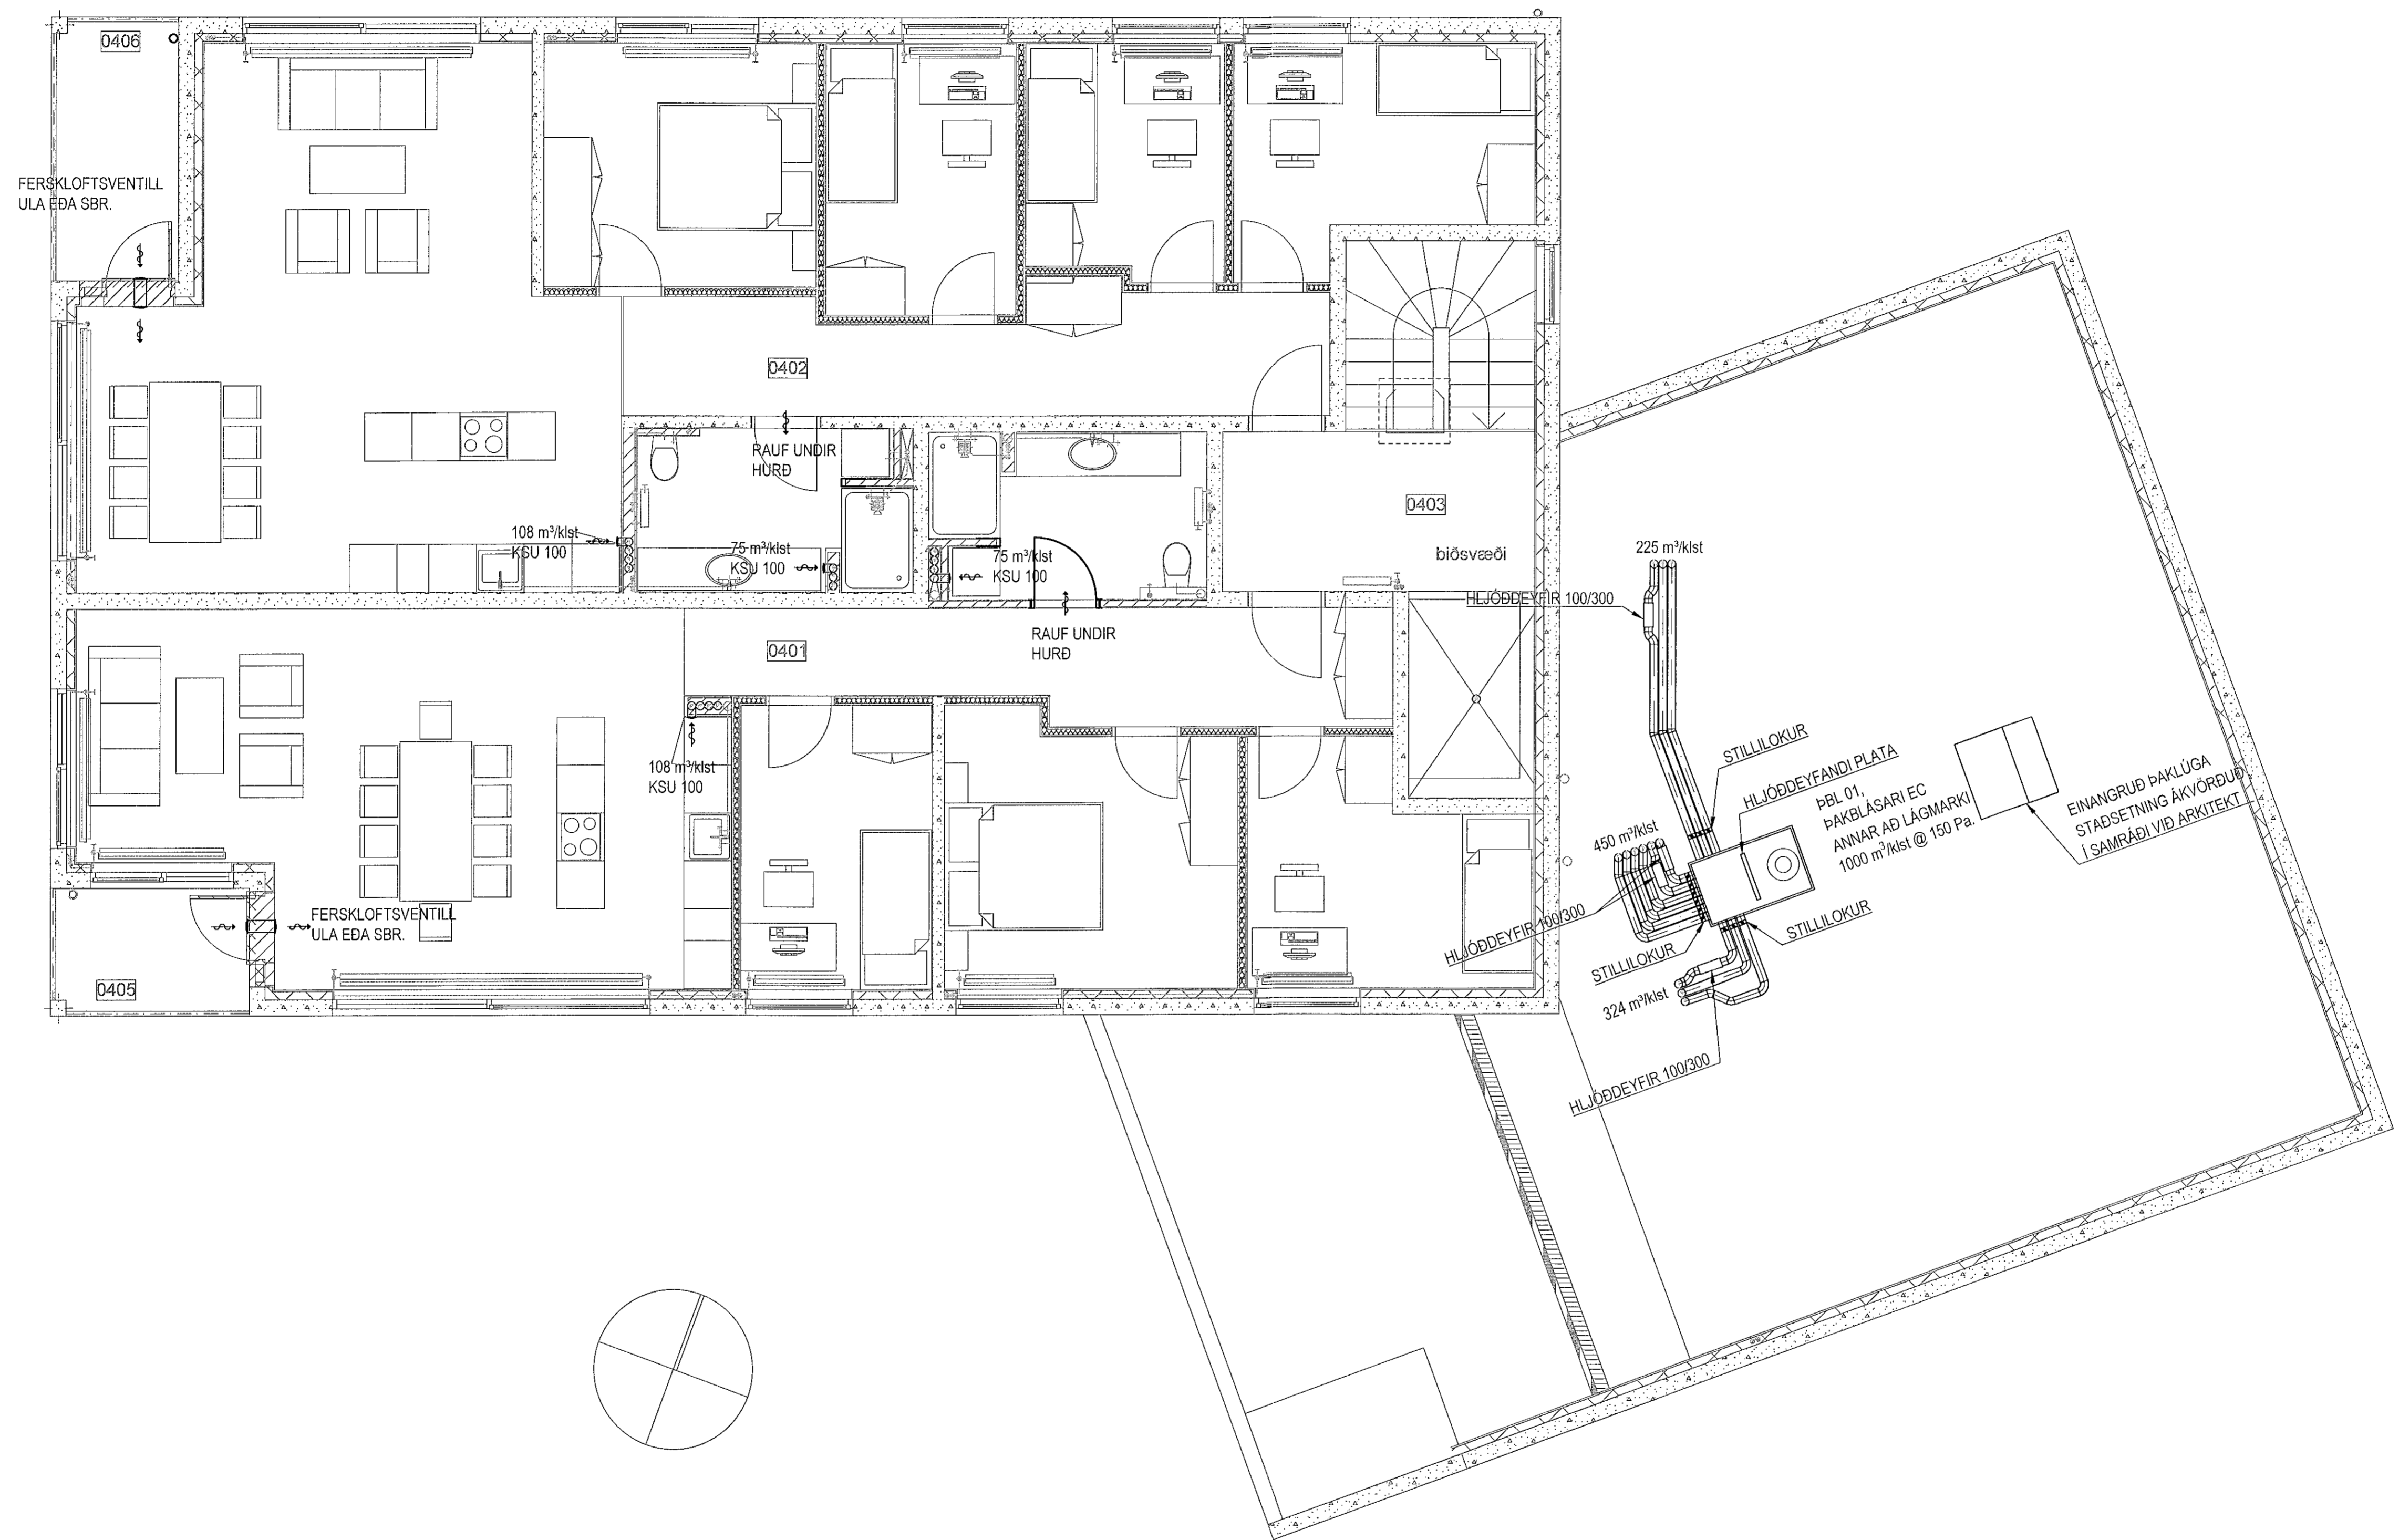 0406
FERSKLOFTSVENTILL
ULA EÐA SBR.
0402
RAUF UNDIR
HURÐ
108 m³/klst
KSU 100
75 m³/klst
KSU 100
75 m³/klst
KSU 100
0403
biðsvæði
225 m³/klst
HLJÓÐDEYFIR 100/300
RAUF UNDIR
HURÐ
0401
108 m³/klst
KSU 100
STILLILOKUR
HLJÓÐDEYFANDI PLATA
ÞBL 01,
ÞAKBLÁSARI EC
ANNAR AÐ LÁGMARKI
1000 m³/klst @ 150 Pa.
EINANGRUÐ ÞAKLÚGA
STAÐSETNING ÁKVÖRÐUÐ
Í SAMRÁÐI VIÐ ARKITEKT
450 m³/klst
HLJÓÐDEYFIR 100/300
STILLILOKUR
STILLILOKUR
324 m³/klst
HLJÓÐDEYFIR 100/300
FERSKLOFTSVENTILL
ULA EÐA SBR.
0405